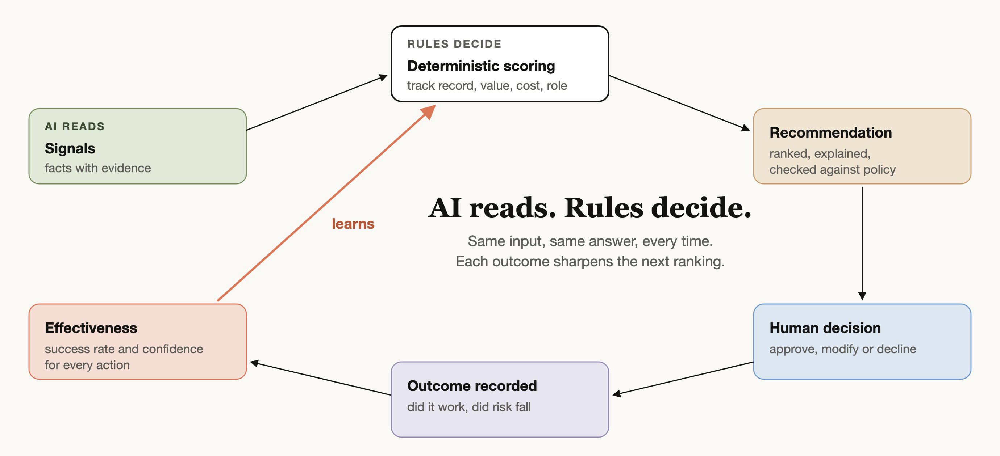 RULES DECIDE
Deterministic scoring
track record, value, cost, role
AI READS
Signals
facts with evidence
Recommendation
ranked, explained,
checked against policy
AI reads. Rules decide.
learns
Same input, same answer, every time.
Each outcome sharpens the next ranking.
Effectiveness
success rate and confidence
for every action
Human decision
approve, modify or decline
Outcome recorded
did it work, did risk fall